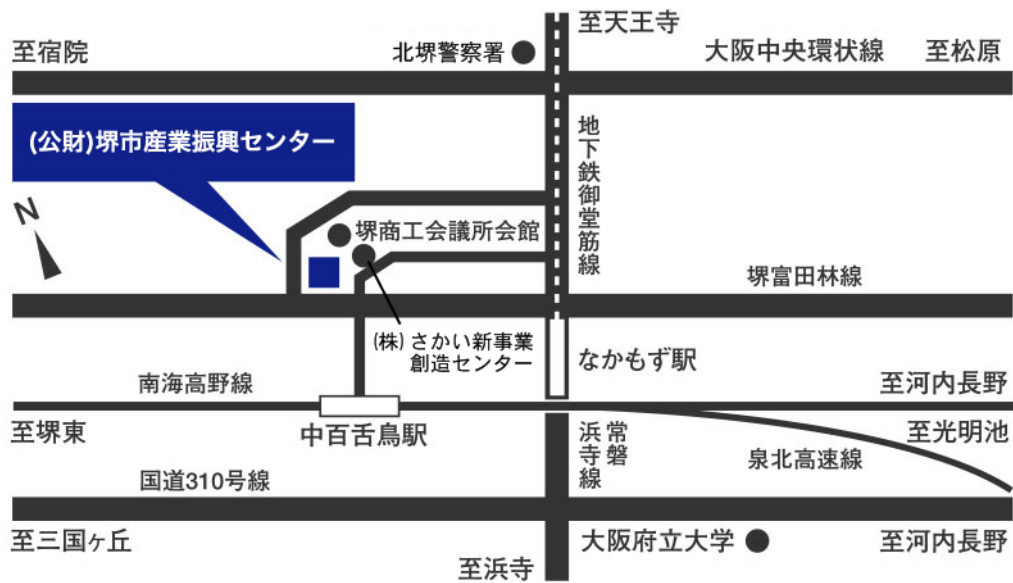 至天王寺
至宿院
北堺警察署
大阪中央環状線
至松原
(公財)堺市産業振興センター
地下鉄御堂筋線
N
堺商工会議所会館
堺富田林線
(株)さかい新事業
創造センター
なかもず駅
南海高野線
至河内長野
至堺東
中百舌鳥駅
常磐
浜寺線
至光明池
泉北高速線
国道310号線
至三国ヶ丘
大阪府立大学
至河内長野
至浜寺